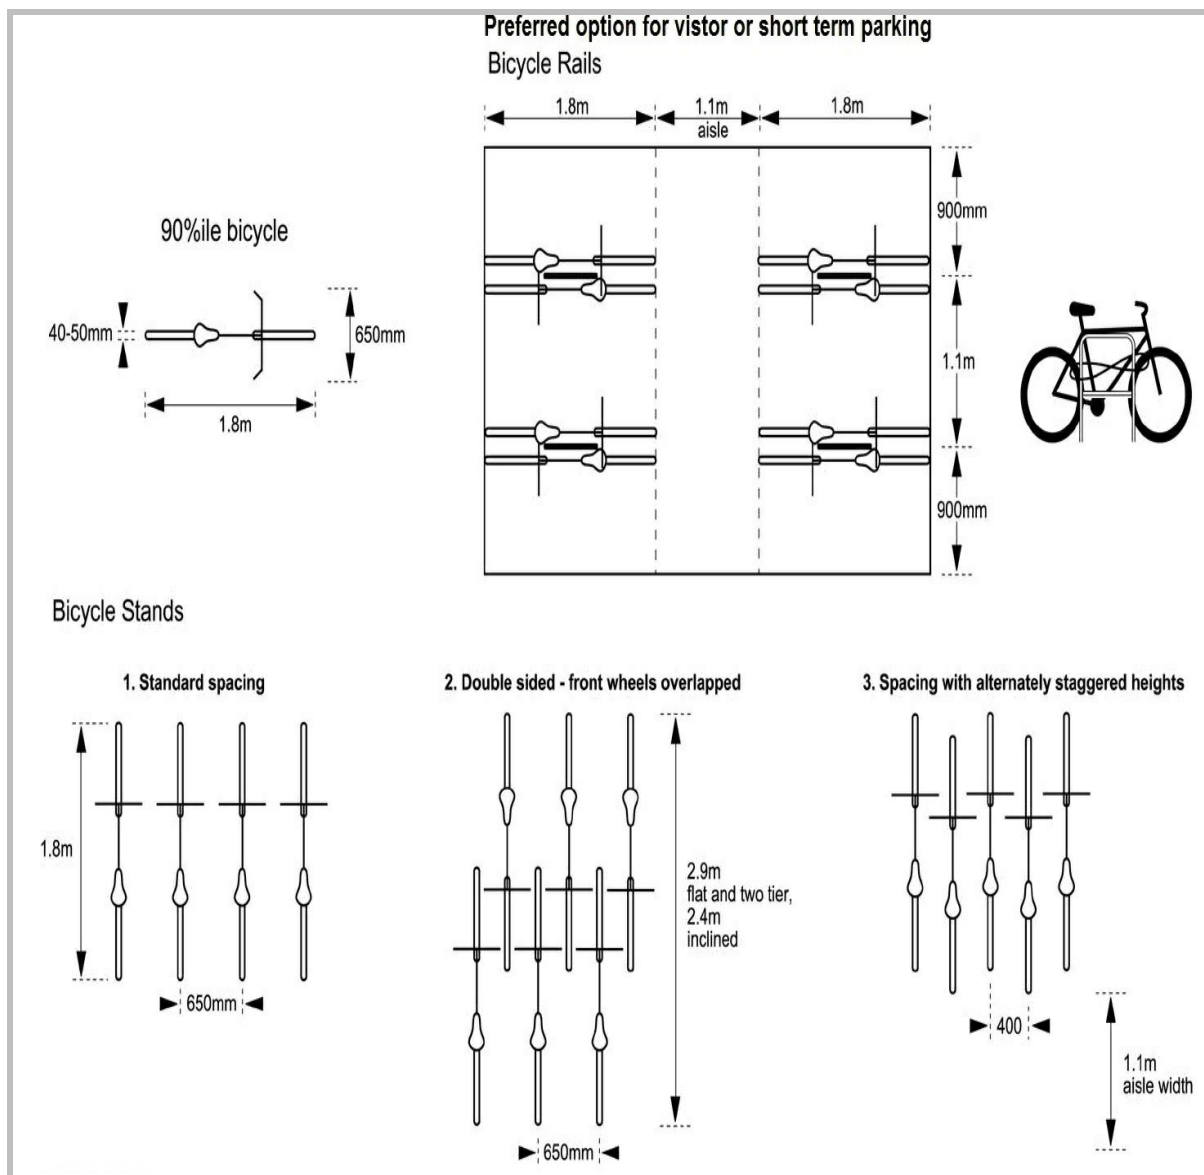 Preferred option for vistor or short term parking
Bicycle Rails
1.8m
1.1m
aisle
1.8m
900mm
90%ile bicycle
40-50mm
650mm
1.8m
1.1m
900mm
Bicycle Stands
1. Standard spacing
2. Double sided - front wheels overlapped
3. Spacing with alternately staggered heights
1.8m
650mm
2.9m
flat and two tier,
2.4m
inclined
650mm
400
1.1m
aisle width